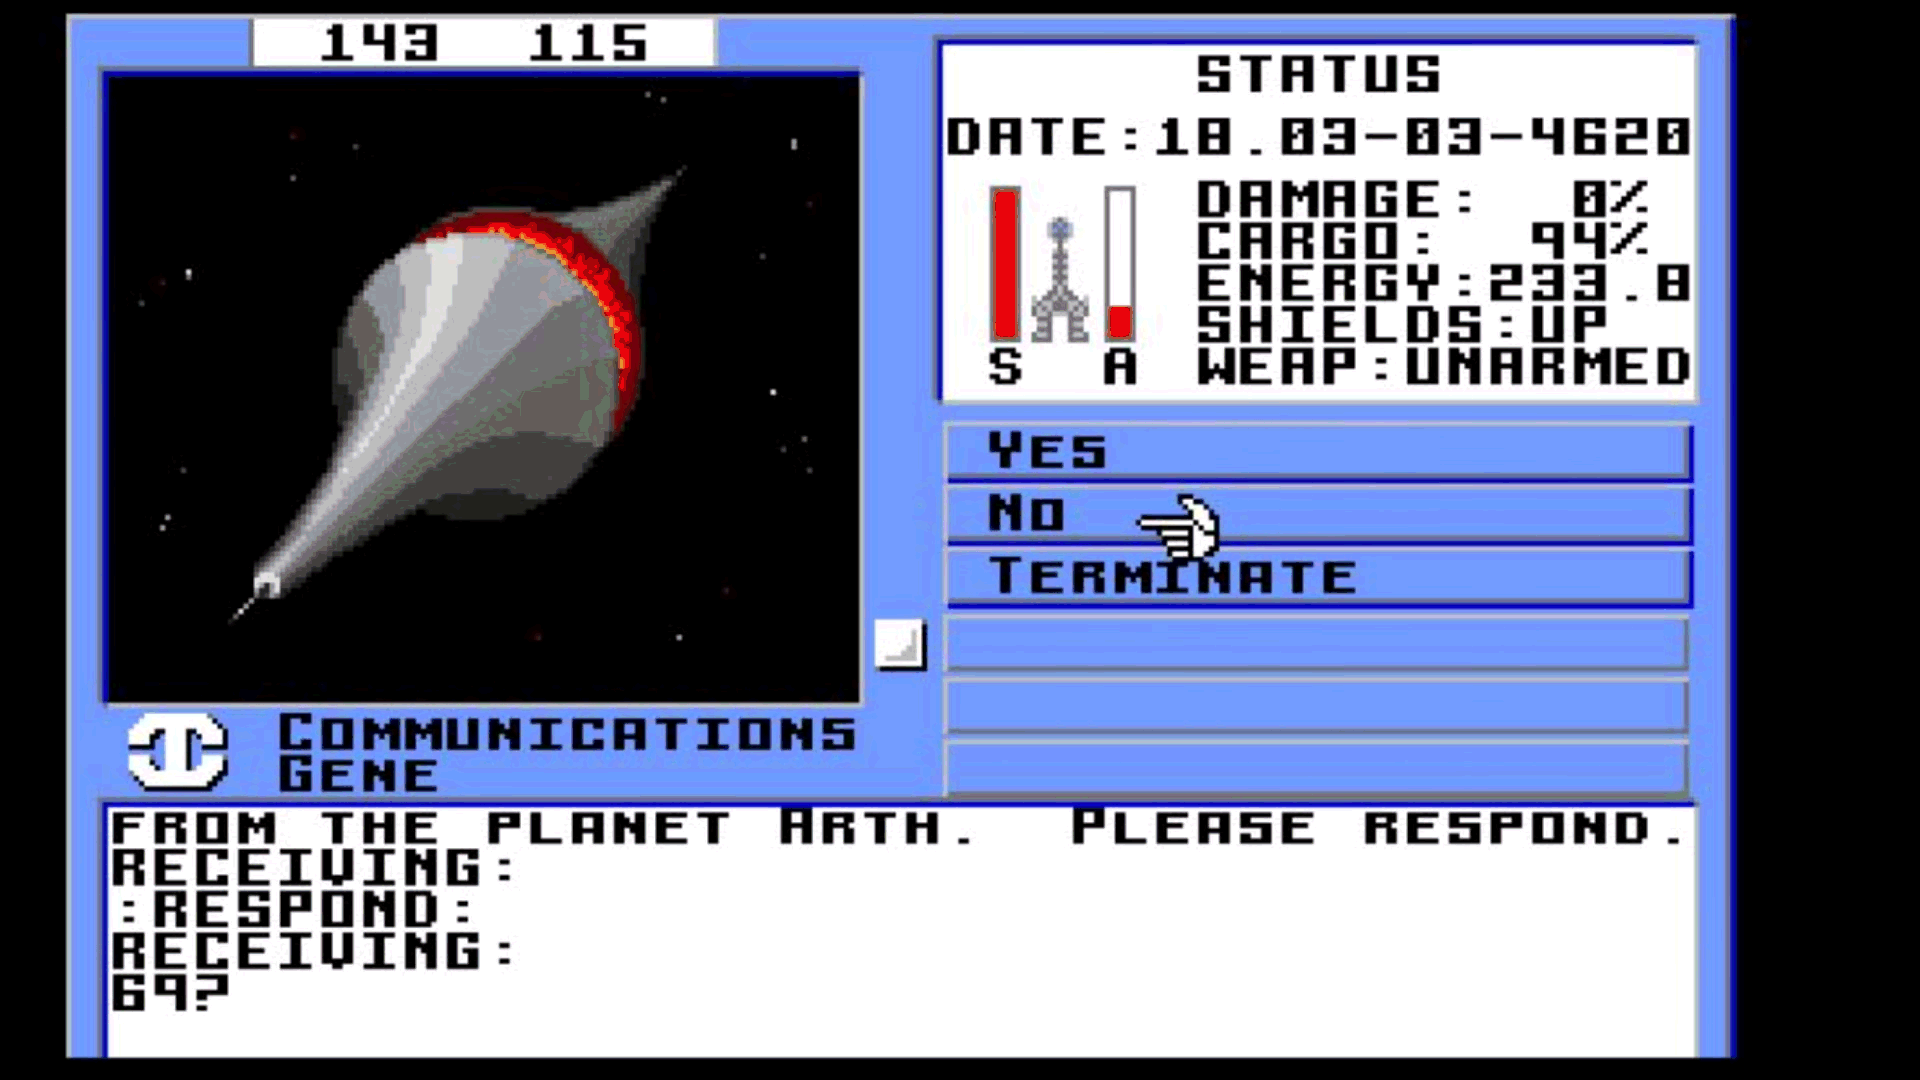 143 115
STATUS
DATE:18.03-03-4620
DAMAGE: 0%
CARGO: 94%
ENERGY:233.8
SHIELDS:UP
S A WEAP:UNARMED
YES
NO
TERMINATE
COMMUNICATIONS
GENE
FROM THE PLANET ARTH. PLEASE RESPOND.
RECEIVING:
:RESPOND:
RECEIVING:
69?